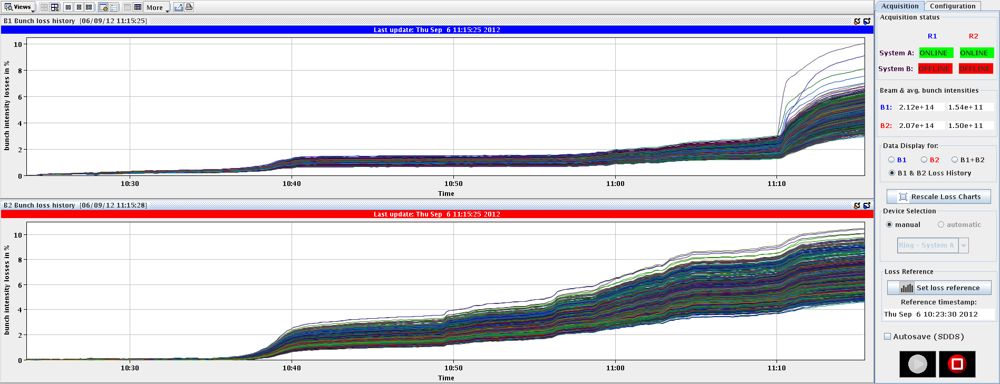 Views More
B1 Bunch loss history [06/09/12 11:15:25]
Last update: Thu Sep 6 11:15:25 2012
bunch intensity losses in %
10
8
6
4
2
0
10:30 10:40 10:50 11:00 11:10
Time
B2 Bunch loss history [06/09/12 11:15:28]
Last update: Thu Sep 6 11:15:25 2012
bunch intensity losses in %
10
8
6
4
2
0
10:30 10:40 10:50 11:00 11:10
Time
Acquisition Configuration
Acquisition status
R1 R2
System A: ONLINE ONLINE
System B: OFFLINE OFFLINE
Beam & avg. bunch intensities
B1: 2.12e+14 1.54e+11
B2: 2.07e+14 1.50e+11
Data Display for:
B1 B2 B1+B2
B1 & B2 Loss History
Rescale Loss Charts
Device Selection
manual automatic
Ring - System A
Loss Reference
Set loss reference
Reference timestamp:
Thu Sep 6 10:23:30 2012
Autosave (SDDS)